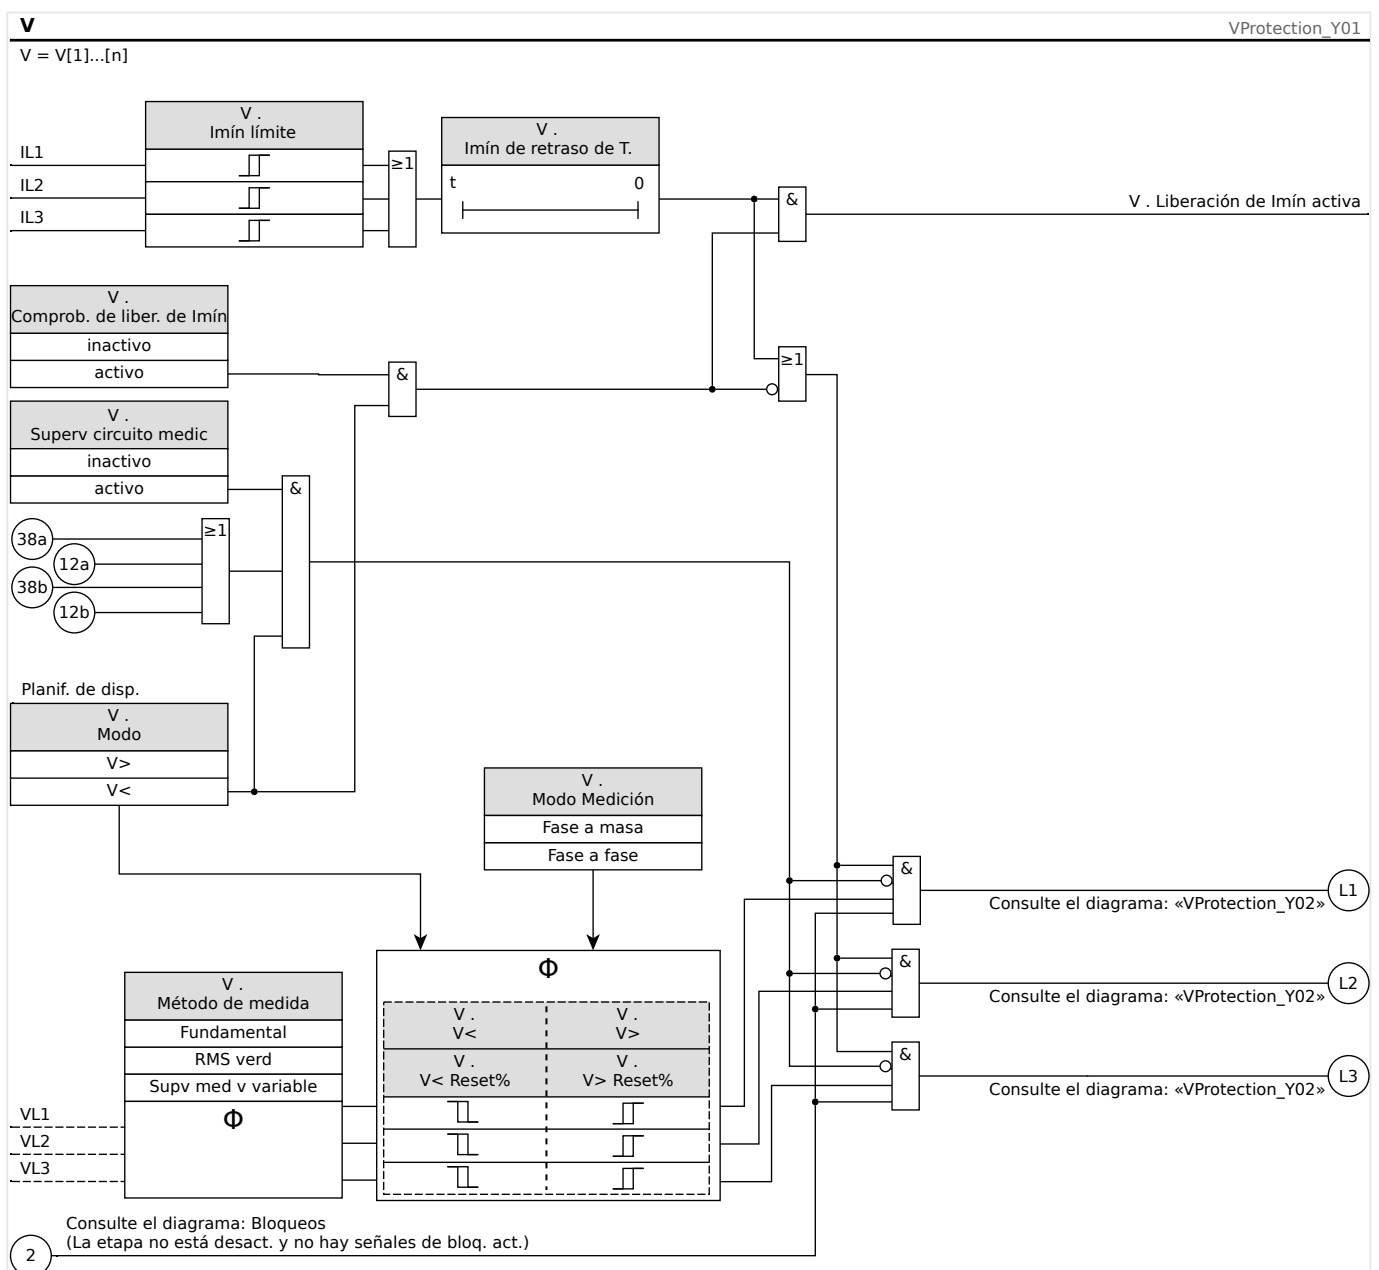 V
VProtection_Y01
V = V[1]...[n]
V .
Imín límite
IL1
IL2
IL3
≥1
V .
Imín de retraso de T.
t
0
&
V . Liberación de Imín activa
V .
Comprob. de liber. de Imín
inactivo
activo
&
≥1
V .
Superv circuito medic
inactivo
activo
&
≥1
38a
12a
38b
12b
Planif. de disp.
V .
Modo
V>
V<
V .
Modo Medición
Fase a masa
Fase a fase
&
L1
Consulte el diagrama: «VProtection_Y02»
&
L2
Consulte el diagrama: «VProtection_Y02»
&
L3
Consulte el diagrama: «VProtection_Y02»
V .
Método de medida
Fundamental
RMS verd
Supv med v variable
Φ
VL1
VL2
VL3
Φ
V .
V<
V .
V>
V .
V< Reset%
V .
V> Reset%
Consulte el diagrama: Bloqueos
(La etapa no está desact. y no hay señales de bloq. act.)
2